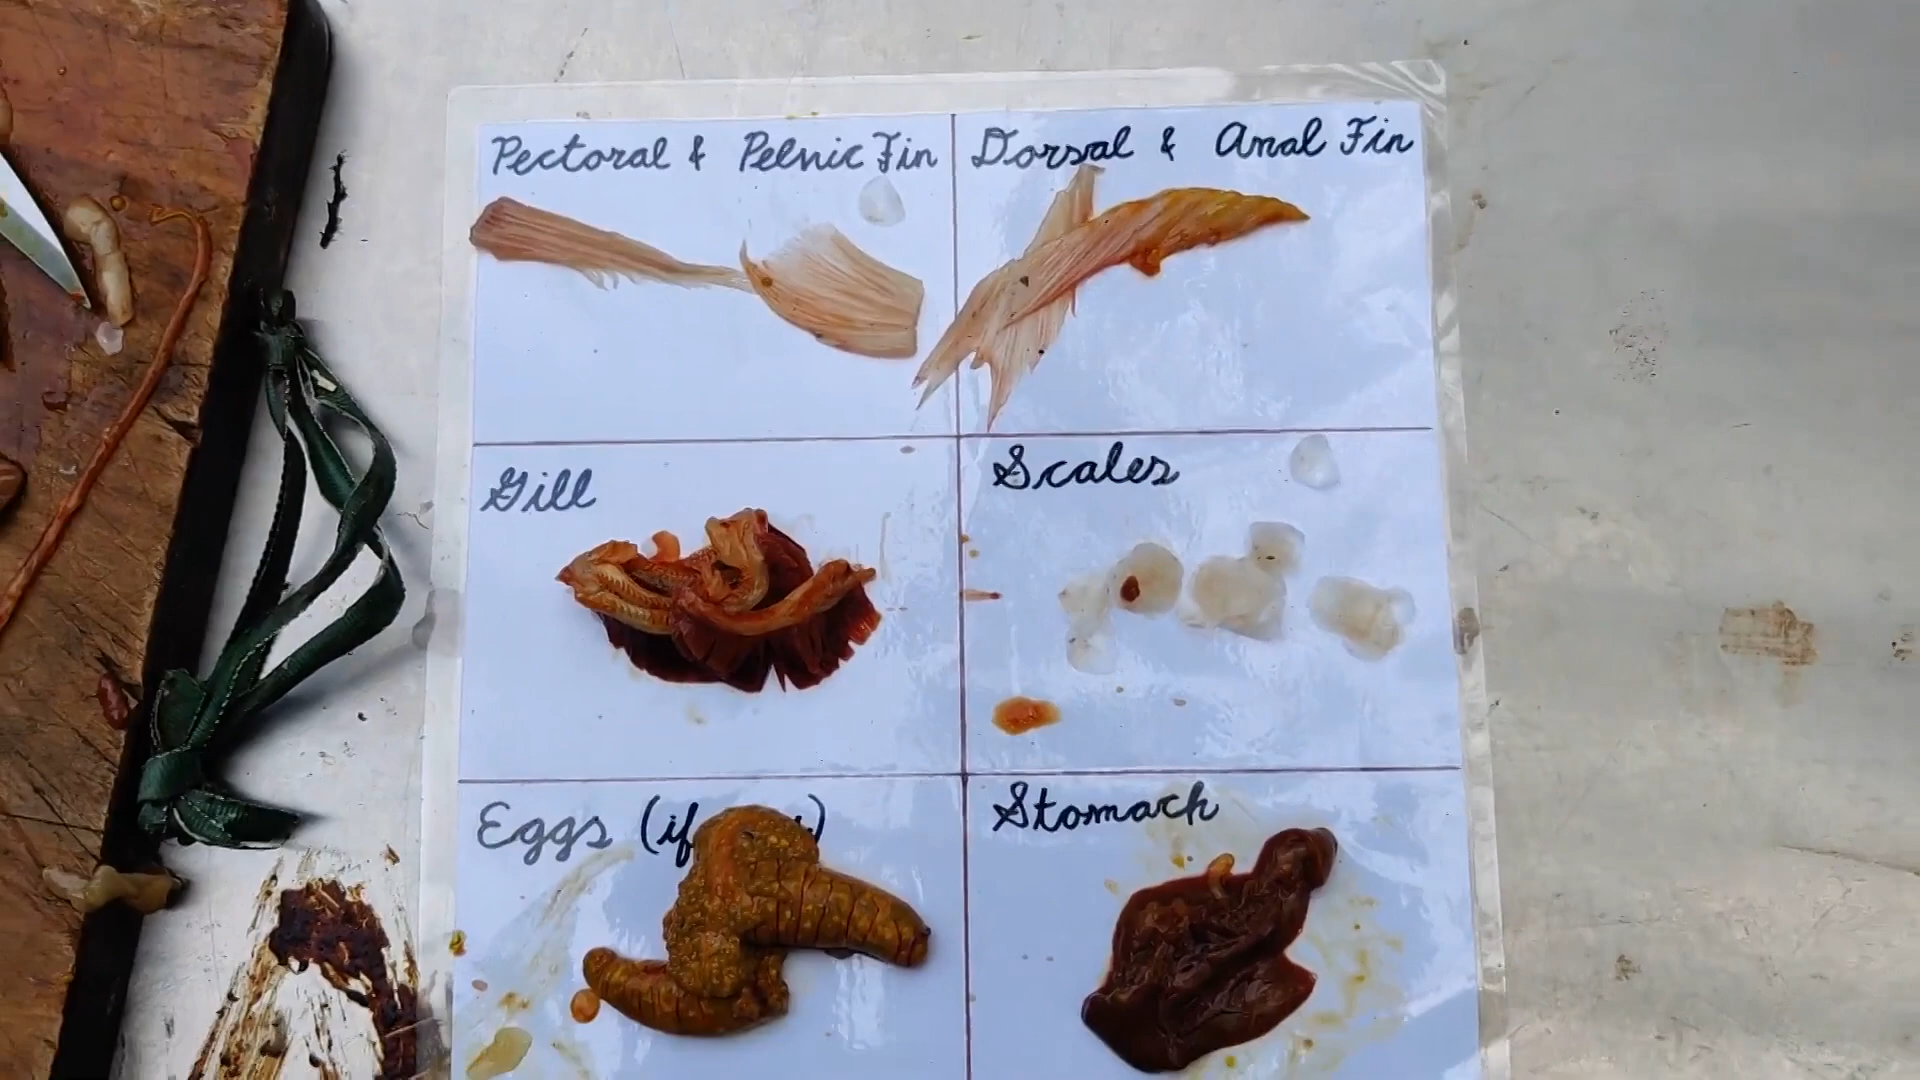 Pectoral & Pelvic Fin
Dorsal & Anal Fin
Gill
Scales
Eggs (if
Stomach